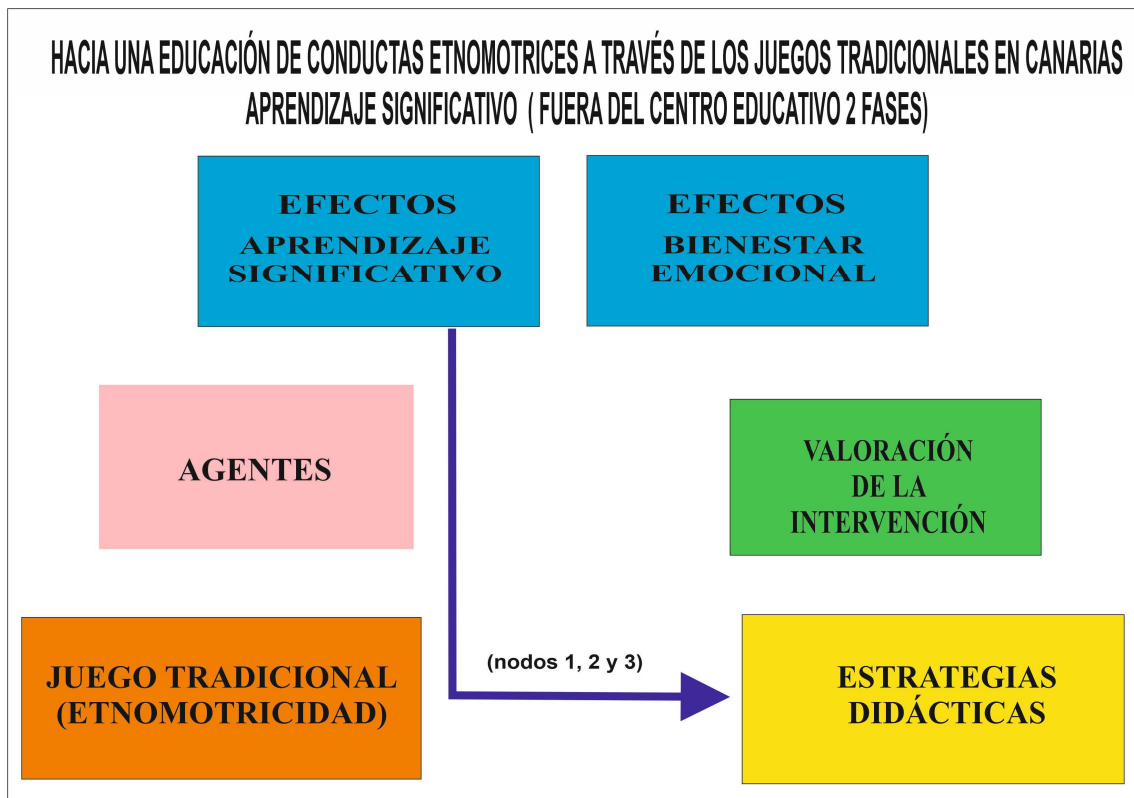 HACIA UNA EDUCACIÓN DE CONDUCTAS ETNOMOTRICES A TRAVÉS DE LOS JUEGOS TRADICIONALES EN CANARIAS
APRENDIZAJE SIGNIFICATIVO ( FUERA DEL CENTRO EDUCATIVO 2 FASES)
EFECTOS
APRENDIZAJE
SIGNIFICATIVO
EFECTOS
BIENESTAR
EMOCIONAL
AGENTES
VALORACIÓN
DE LA
INTERVENCIÓN
JUEGO TRADICIONAL
(ETNOMOTRICIDAD)
(nodos 1, 2 y 3)
ESTRATEGIAS
DIDÁCTICAS